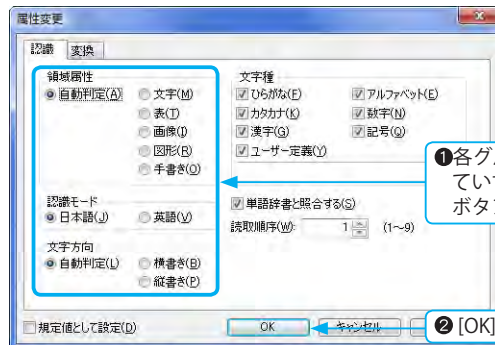 属性変更
認識 変換
領域属性
自動判定(A) 文字(M)
表(T)
画像(I)
図形(R)
手書き(O)
認識モード
日本語(J) 英語(V)
文字方向
自動判定(L) 横書き(B)
縦書き(P)
文字種
ひらがな(F) アルファベット(E)
カタカナ(K) 数字(N)
漢字(G) 記号(Q)
ユーザー定義(Y)
単語辞書と照合する(S)
読取順序(W): 1 (1~9)
❶各グ
てい
ボタン
規定値として設定(D) OK キャンセル
❷ [OK]